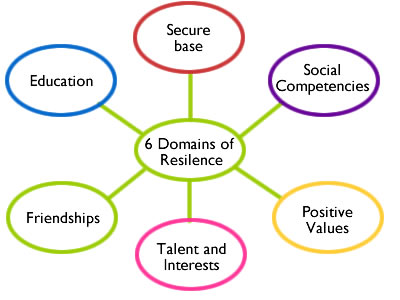 Secure
base
Social
Competencies
Positive
Values
Talent and
Interests
Friendships
Education
6 Domains of
Resilence